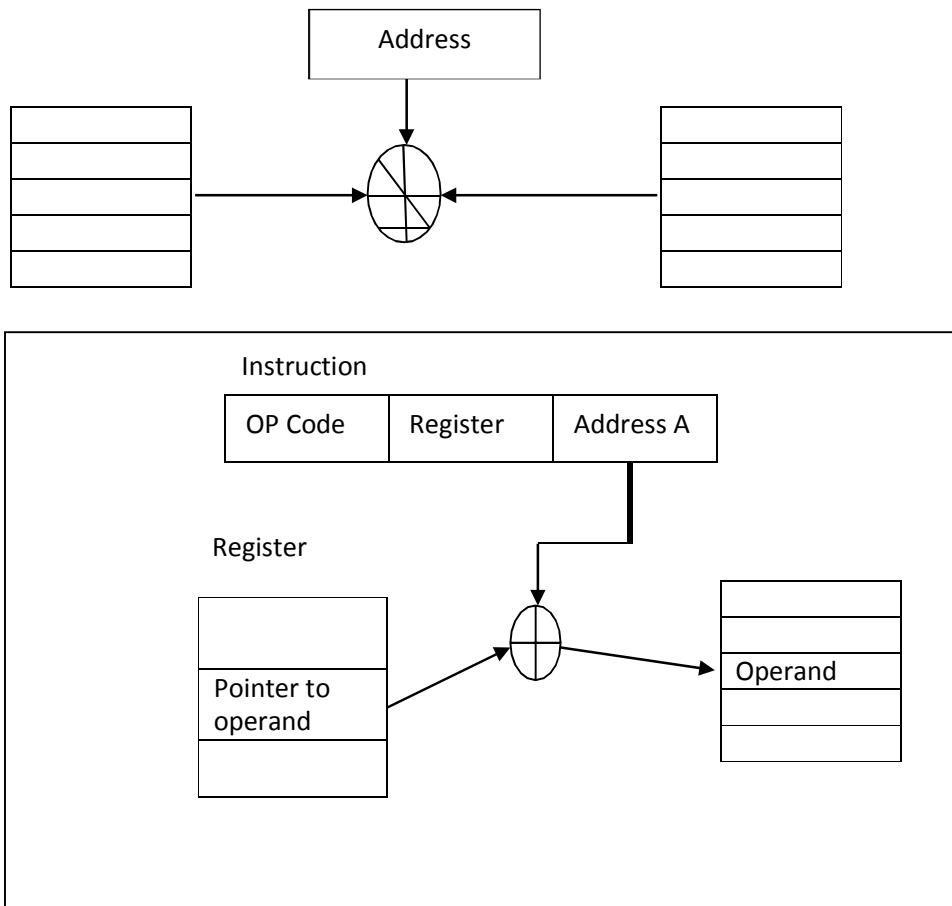 Address
Instruction
OP Code Register Address A
Register
Pointer to
operand
Operand